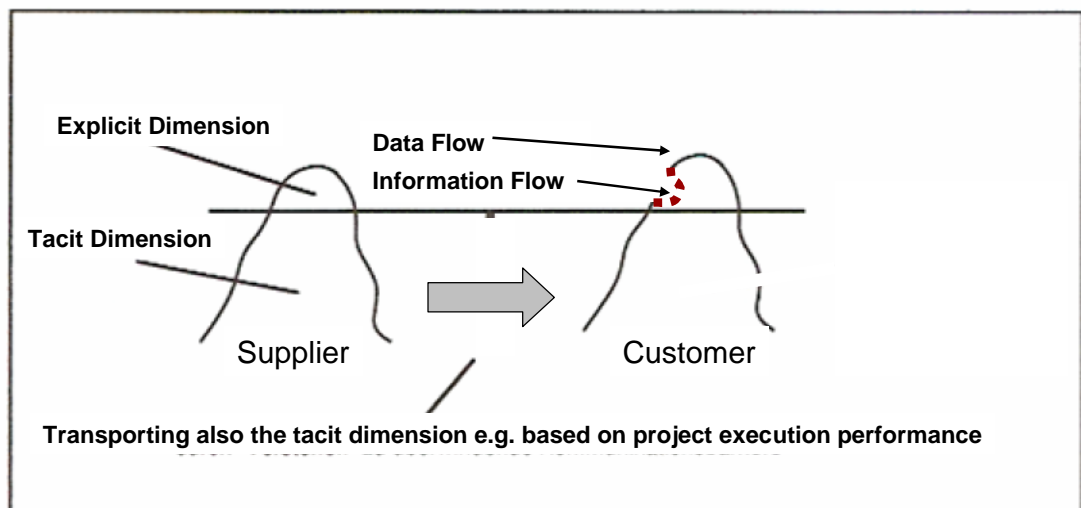 Explicit Dimension
Data Flow
Information Flow
Tacit Dimension
Supplier
Customer
Transporting also the tacit dimension e.g. based on project execution performance